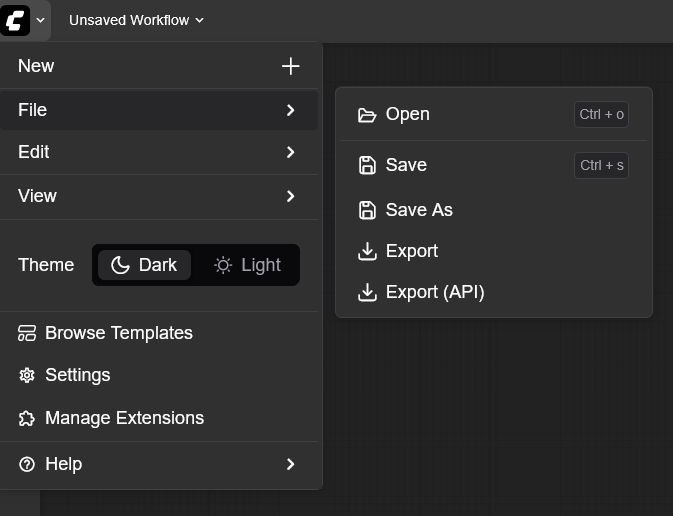 Unsaved Workflow
New
File
Edit
View
Theme Dark Light
Browse Templates
Settings
Manage Extensions
Help
Open Ctrl + o
Save Ctrl + s
Save As
Export
Export (API)